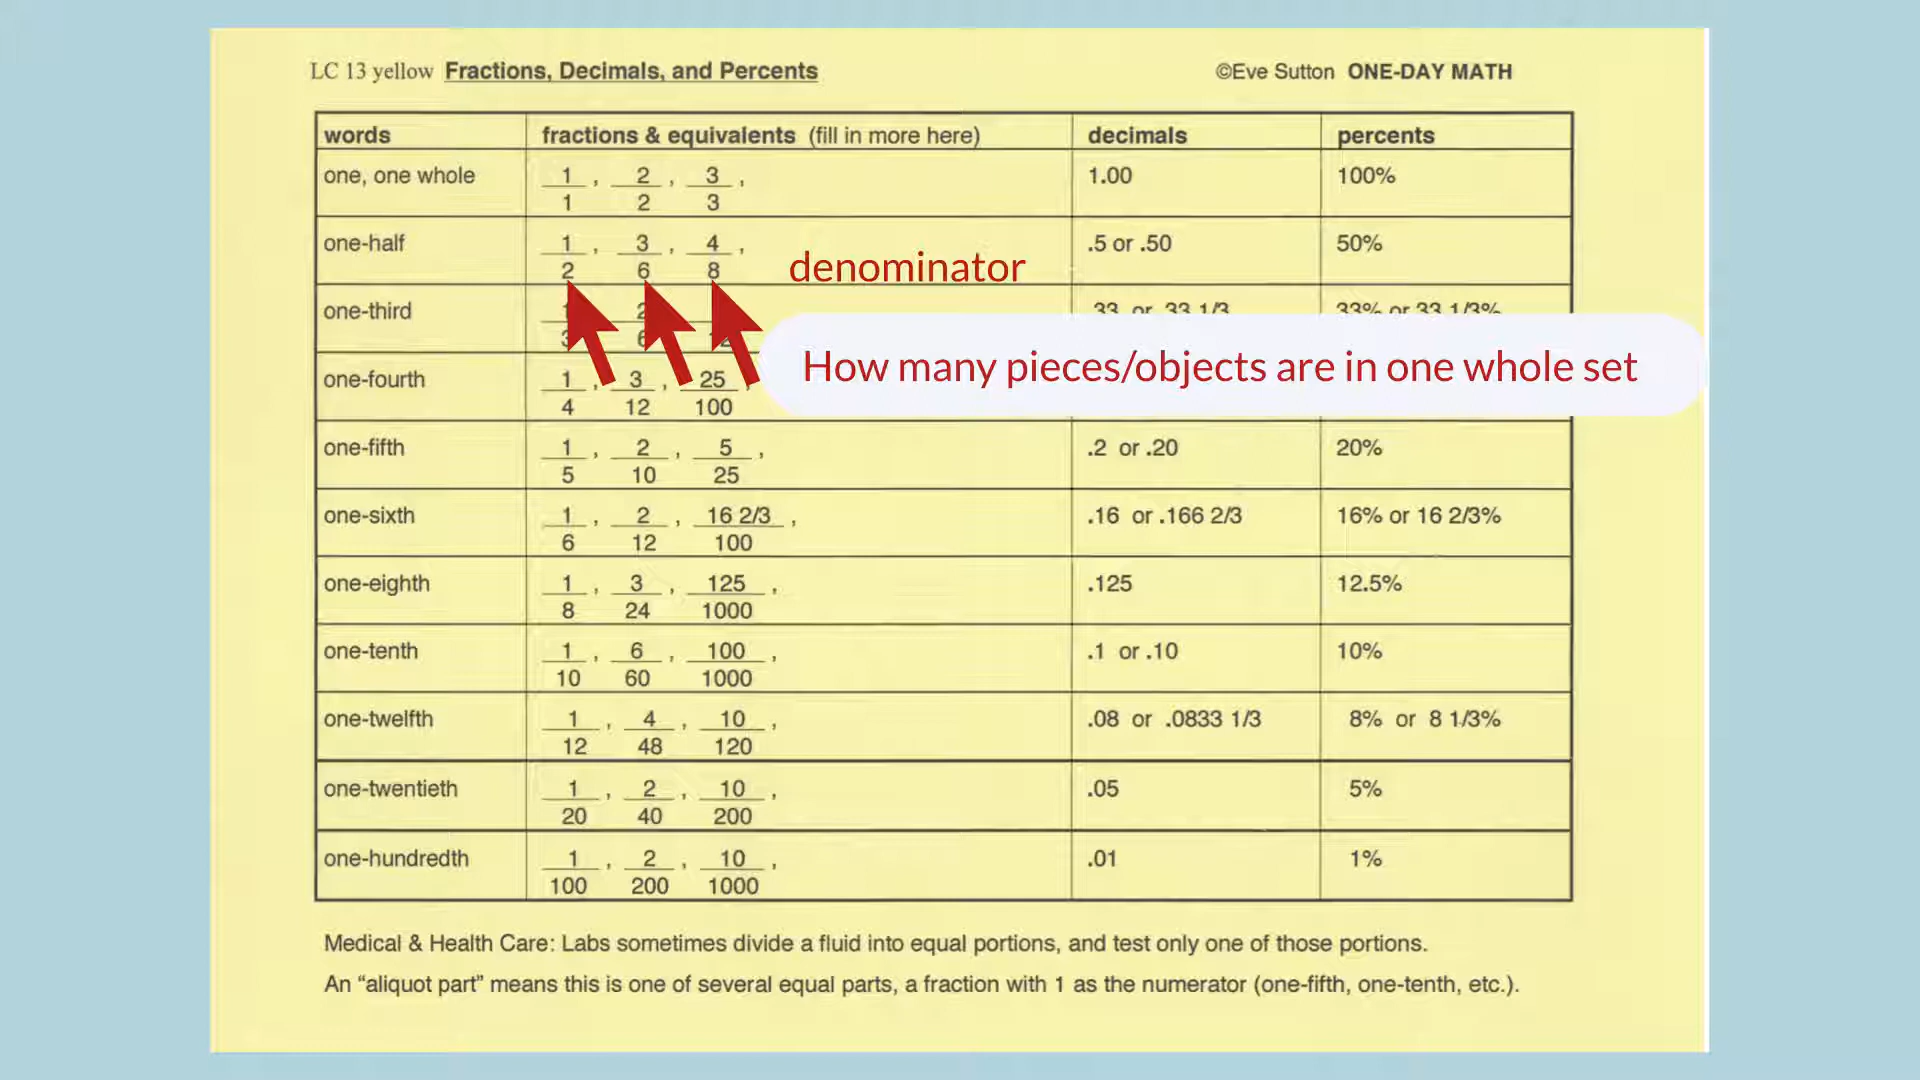 LC 13 yellow Fractions, Decimals, and Percents ©Eve Sutton ONE-DAY MATH
words fractions & equivalents (fill in more here) decimals percents
one, one whole 1/1 , 2/2 , 3/3 , 1.00 100%
one-half 1/2 , 3/6 , 4/8 , .5 or .50 50%
denominator
one-third .33 or .33 1/3 33% or 33 1/3%
How many pieces/objects are in one whole set
one-fourth 1/4 , 3/12 , 25/100 ,
one-fifth 1/5 , 2/10 , 5/25 , .2 or .20 20%
one-sixth 1/6 , 2/12 , 16 2/3/100 , .16 or .166 2/3 16% or 16 2/3%
one-eighth 1/8 , 3/24 , 125/1000 , .125 12.5%
one-tenth 1/10 , 6/60 , 100/1000 , .1 or .10 10%
one-twelfth 1/12 , 4/48 , 10/120 , .08 or .0833 1/3 8% or 8 1/3%
one-twentieth 1/20 , 2/40 , 10/200 , .05 5%
one-hundredth 1/100 , 2/200 , 10/1000 , .01 1%
Medical & Health Care: Labs sometimes divide a fluid into equal portions, and test only one of those portions.
An “aliquot part” means this is one of several equal parts, a fraction with 1 as the numerator (one-fifth, one-tenth, etc.).